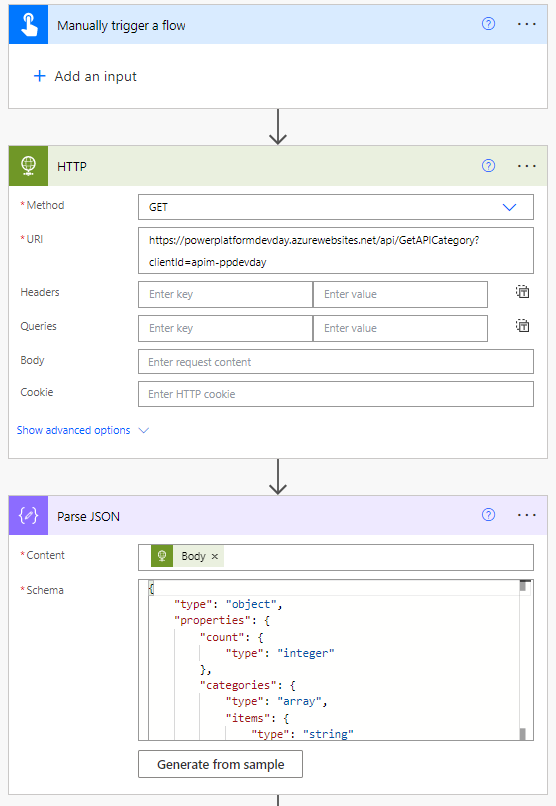 Manually trigger a flow
Add an input
HTTP
* Method
GET
* URI
https://powerplatformdevday.azurewebsites.net/api/GetAPICategory?
clientId=apim-ppdevday
Headers
Enter key
Enter value
Queries
Enter key
Enter value
Body
Enter request content
Cookie
Enter HTTP cookie
Show advanced options
Parse JSON
* Content
Body ×
* Schema
{
"type": "object",
"properties": {
"count": {
"type": "integer"
},
"categories": {
"type": "array",
"items": {
"type": "string"
Generate from sample